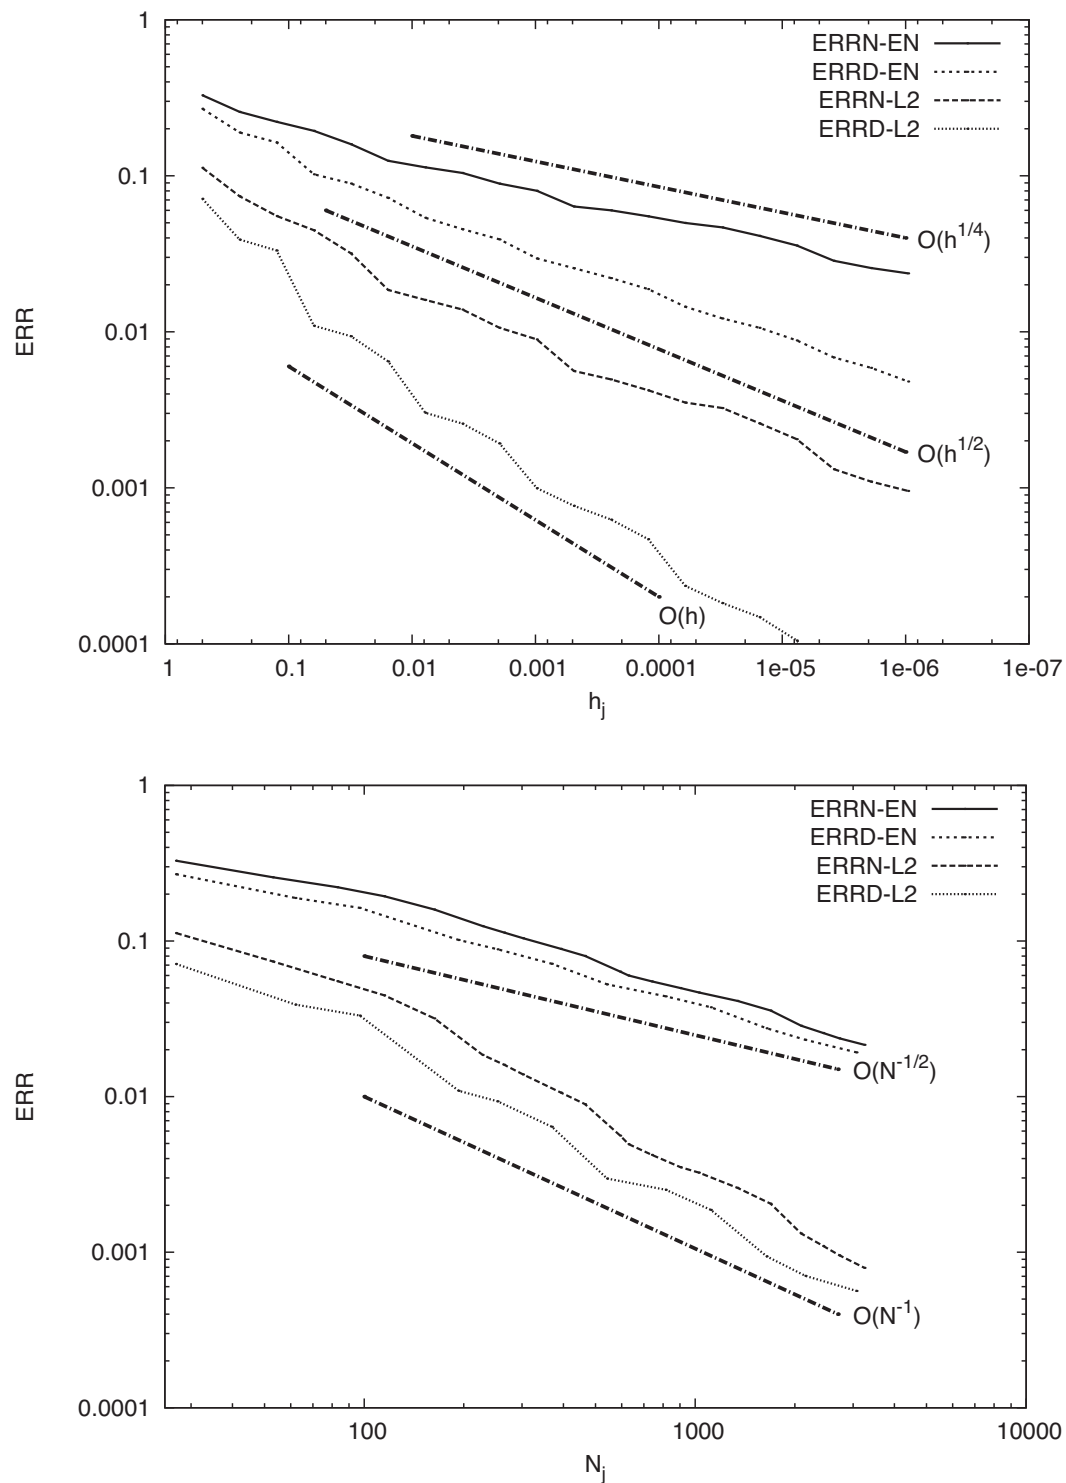 1
ERRN-EN
ERRD-EN
ERRN-L2
ERRD-L2
0.1
O(h^{1/4})
ERR
0.01
O(h^{1/2})
0.001
O(h)
0.0001
1 0.1 0.01 0.001 0.0001 1e-05 1e-06 1e-07
h_j
1
ERRN-EN
ERRD-EN
ERRN-L2
ERRD-L2
0.1
O(N^{-1/2})
ERR
0.01
0.001
O(N^{-1})
0.0001
100 1000 10000
N_j